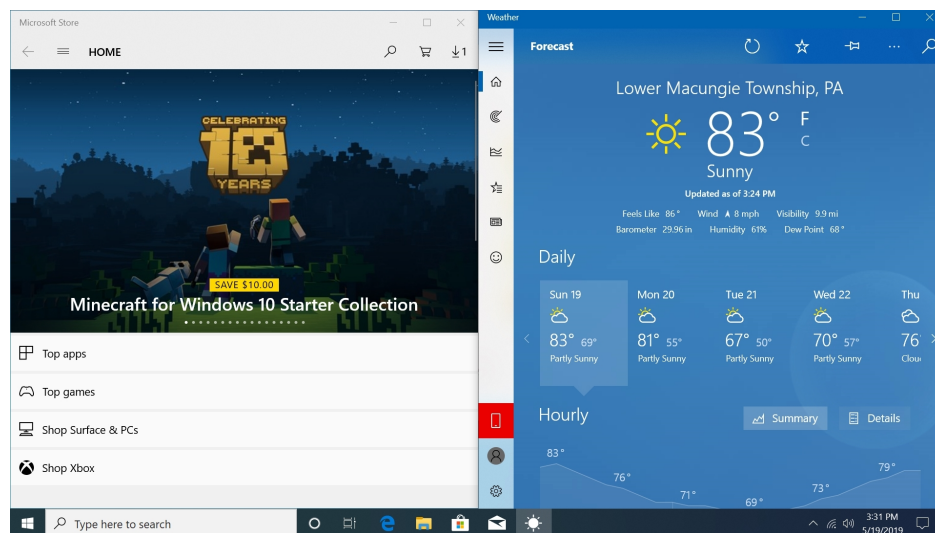 Microsoft Store
HOME
1
CELEBRATING
10
YEARS
SAVE $10.00
Minecraft for Windows 10 Starter Collection
Top apps
Top games
Shop Surface & PCs
Shop Xbox
Weather
Forecast
Lower Macungie Township, PA
83° F
C
Sunny
Updated as of 3:24 PM
Feels Like 86° Wind 8 mph Visibility 9.9 mi
Barometer 29.96 in Humidity 61% Dew Point 68°
Daily
Sun 19 Mon 20 Tue 21 Wed 22 Thu
83° 69° 81° 55° 67° 50° 70° 57° 76
Partly Sunny Partly Sunny Partly Sunny Partly Sunny Clou
Hourly Summary Details
83° 76° 71° 69° 73° 79°
Type here to search
3:31 PM
5/19/2019